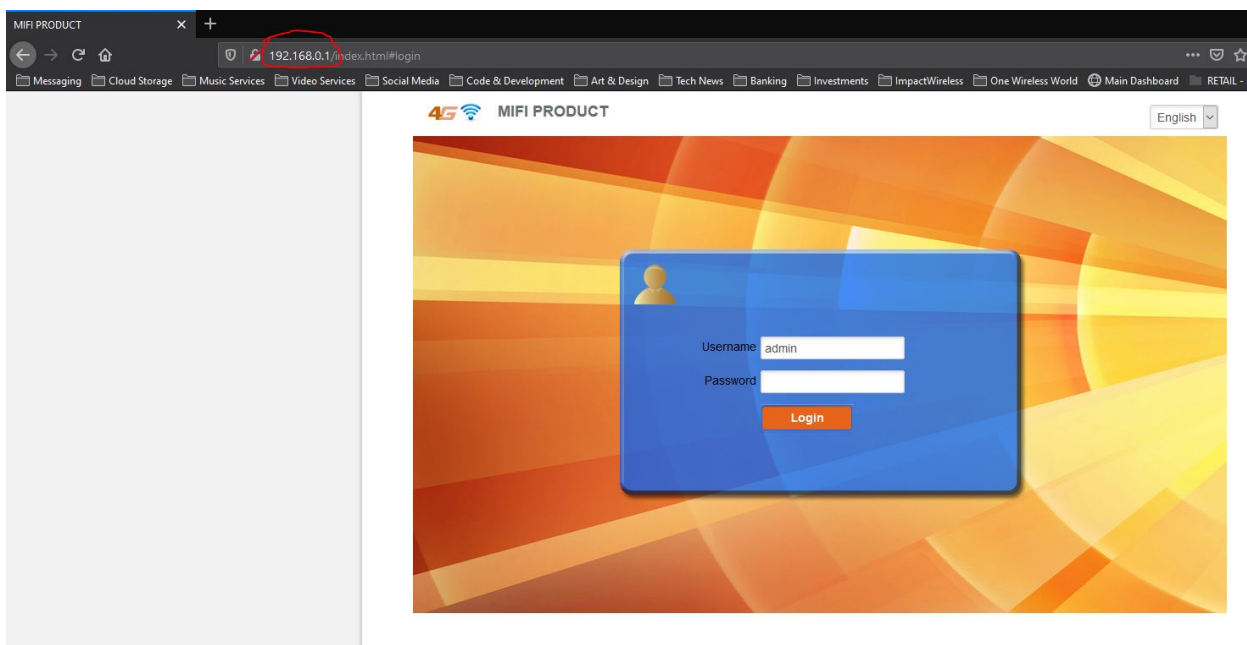 MIFI PRODUCT
192.168.0.1/index.html#login
Messaging Cloud Storage Music Services Video Services Social Media Code & Development Art & Design Tech News Banking Investments ImpactWireless One Wireless World Main Dashboard RETAIL -
4G MIFI PRODUCT
English
Username admin
Password
Login